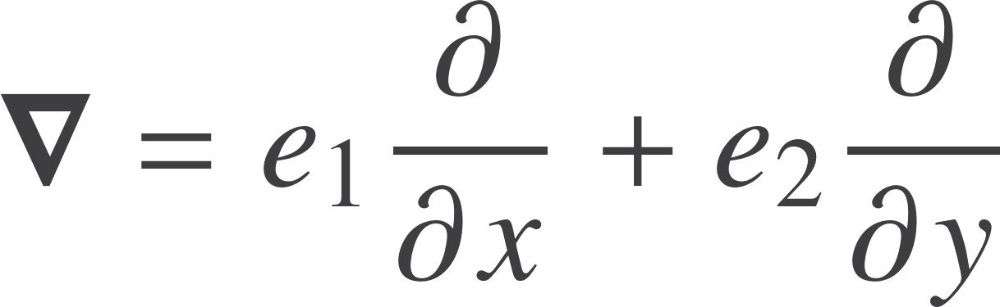 ∇ = e₁ ∂/∂x + e₂ ∂/∂y